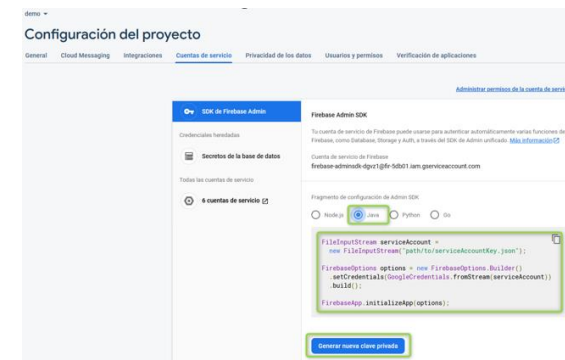 demo
Configuración del proyecto
General Cloud Messaging Integraciones Cuentas de servicio Privacidad de los datos Usuarios y permisos Verificación de aplicaciones
Administrar permisos de la cuenta de servi
SDK de Firebase Admin
Credenciales heredadas
Secretos de la base de datos
Todas las cuentas de servicio
6 cuentas de servicio
Firebase Admin SDK
Tu cuenta de servicio de Firebase puede usarse para autenticar automáticamente varias funciones de
Firebase, como Database, Storage y Auth, a través del SDK de Admin unificado. Más información
Cuenta de servicio de Firebase
firebase-adminsdk-dgvz1@fir-5db01.iam.gserviceaccount.com
Fragmento de configuración de Admin SDK
Node.js Java Python Go
FileInputStream serviceAccount =
new FileInputStream("path/to/serviceAccountKey.json");
FirebaseOptions options = new FirebaseOptions.Builder()
.setCredentials(GoogleCredentials.fromStream(serviceAccount))
.build();
FirebaseApp.initializeApp(options);
Generar nueva clave privada